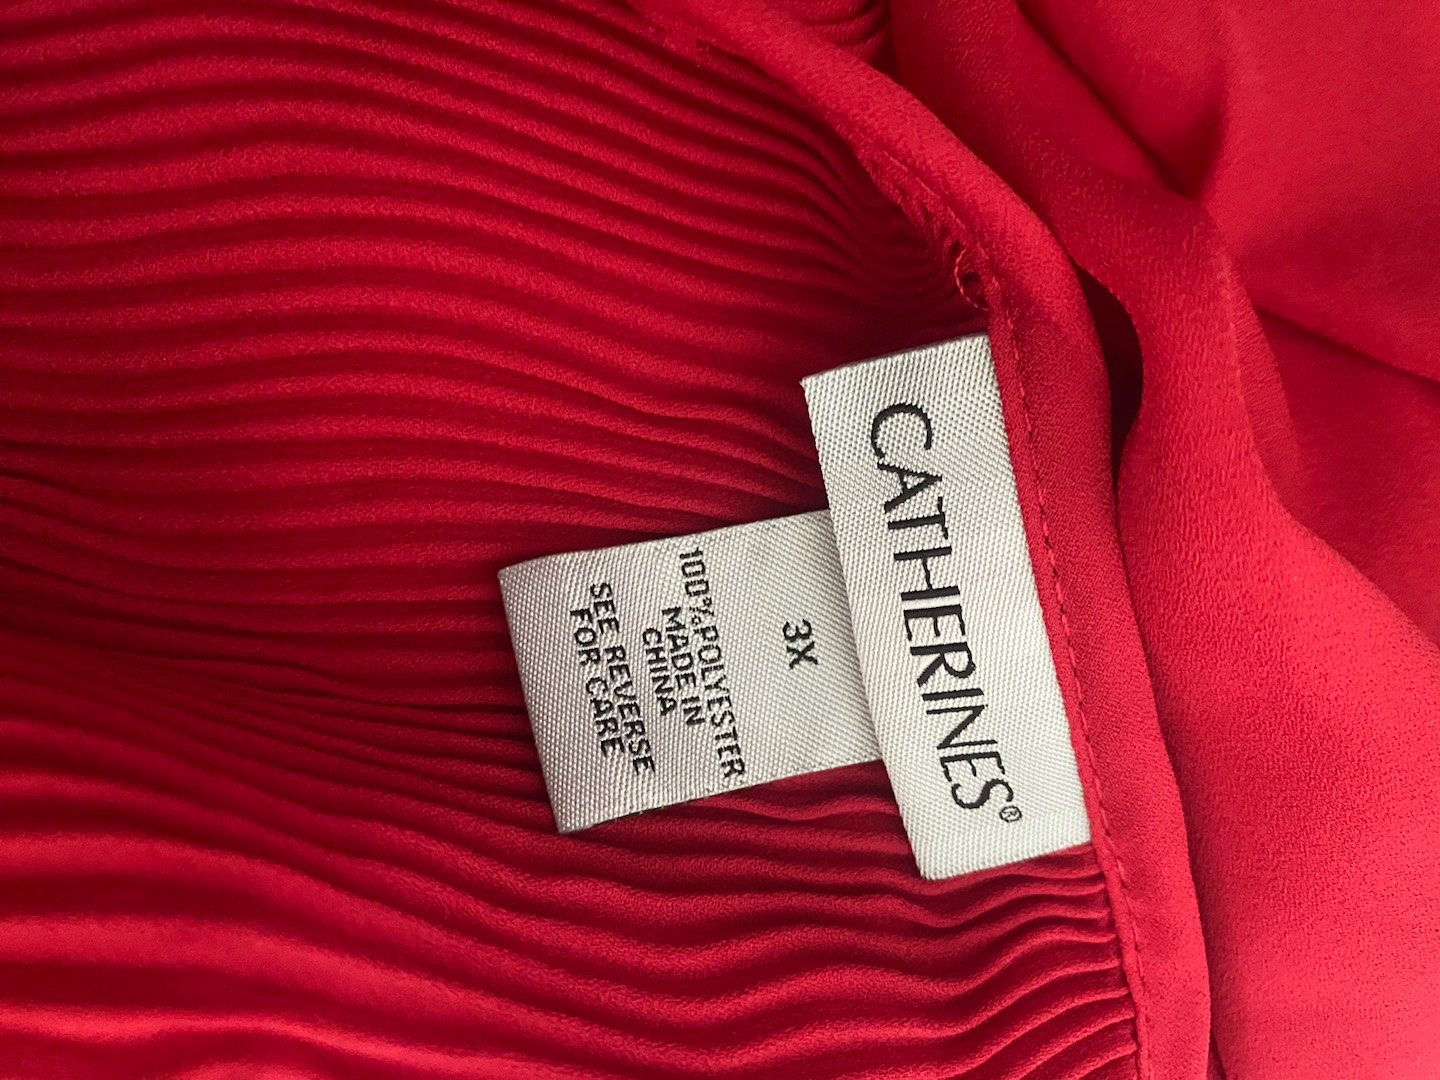 CATHERINES®
3X
100% POLYESTER
MADE IN
CHINA
SEE REVERSE
FOR CARE